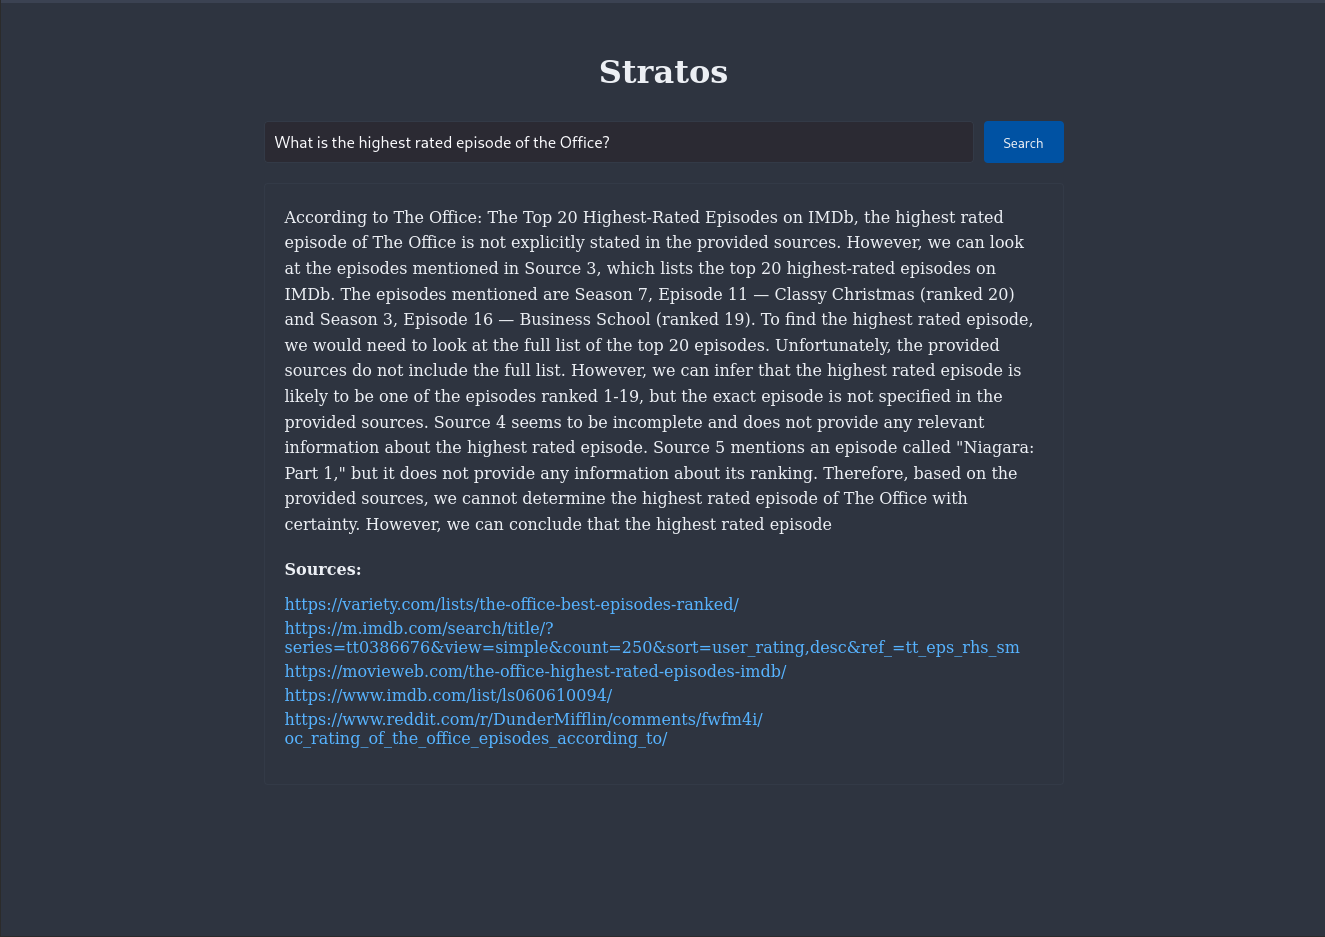 Stratos
What is the highest rated episode of the Office?
Search
According to The Office: The Top 20 Highest-Rated Episodes on IMDb, the highest rated
episode of The Office is not explicitly stated in the provided sources. However, we can look
at the episodes mentioned in Source 3, which lists the top 20 highest-rated episodes on
IMDb. The episodes mentioned are Season 7, Episode 11 — Classy Christmas (ranked 20)
and Season 3, Episode 16 — Business School (ranked 19). To find the highest rated episode,
we would need to look at the full list of the top 20 episodes. Unfortunately, the provided
sources do not include the full list. However, we can infer that the highest rated episode is
likely to be one of the episodes ranked 1-19, but the exact episode is not specified in the
provided sources. Source 4 seems to be incomplete and does not provide any relevant
information about the highest rated episode. Source 5 mentions an episode called "Niagara:
Part 1," but it does not provide any information about its ranking. Therefore, based on the
provided sources, we cannot determine the highest rated episode of The Office with
certainty. However, we can conclude that the highest rated episode
Sources:
https://variety.com/lists/the-office-best-episodes-ranked/
https://m.imdb.com/search/title/?
series=tt0386676&view=simple&count=250&sort=user_rating,desc&ref_=tt_eps_rhs_sm
https://movieweb.com/the-office-highest-rated-episodes-imdb/
https://www.imdb.com/list/ls060610094/
https://www.reddit.com/r/DunderMifflin/comments/fwfm4i/
oc_rating_of_the_office_episodes_according_to/